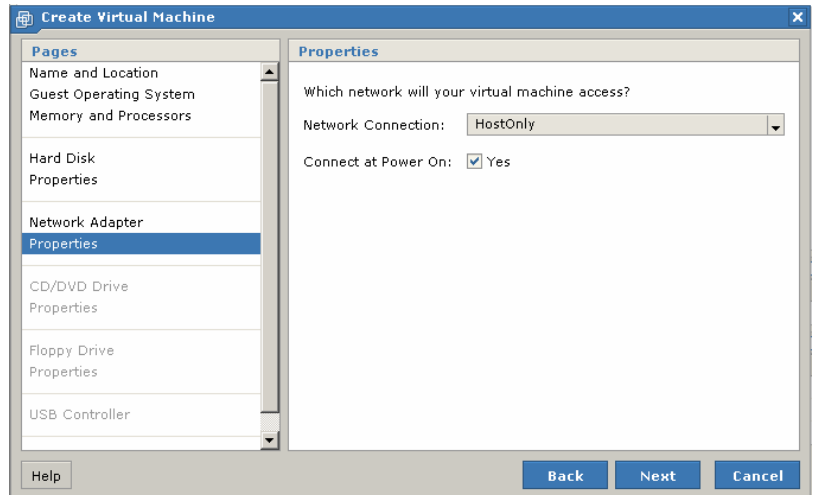 Create Virtual Machine
Pages
Name and Location
Guest Operating System
Memory and Processors
Hard Disk
Properties
Network Adapter
Properties
CD/DVD Drive
Properties
Floppy Drive
Properties
USB Controller
Properties
Which network will your virtual machine access?
Network Connection: HostOnly
Connect at Power On: Yes
Help
Back
Next
Cancel